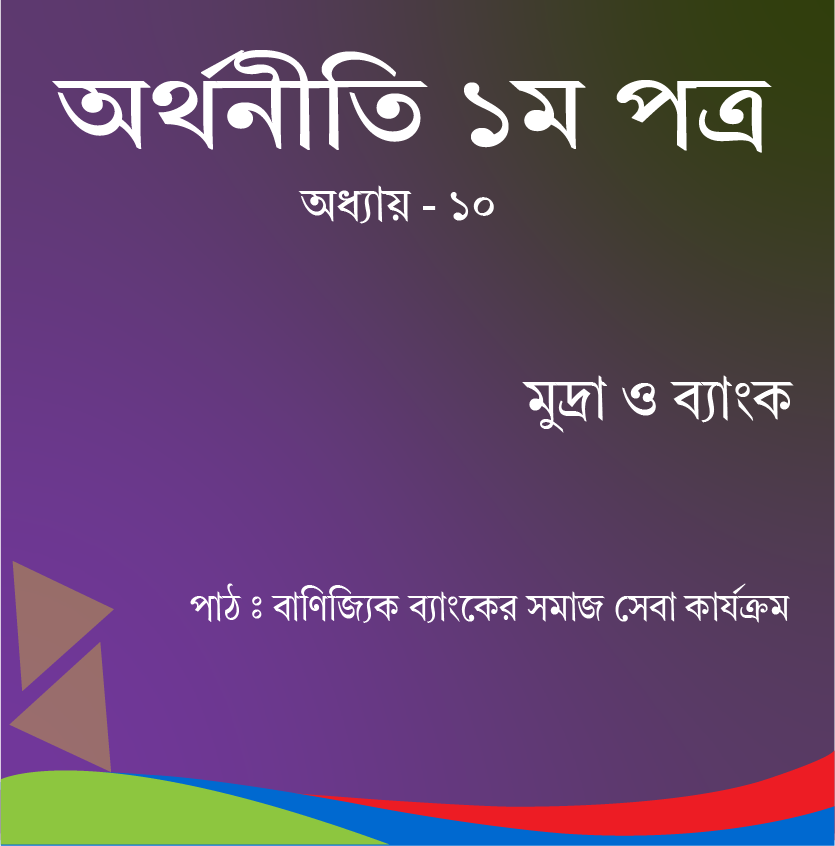 অর্থনীতি ১ম পত্র
অধ্যায় - ১০
মুদ্রা ও ব্যাংক
পাঠ ঃ বাণিজ্যিক ব্যাংকের সমাজ সেবা কার্যক্রম